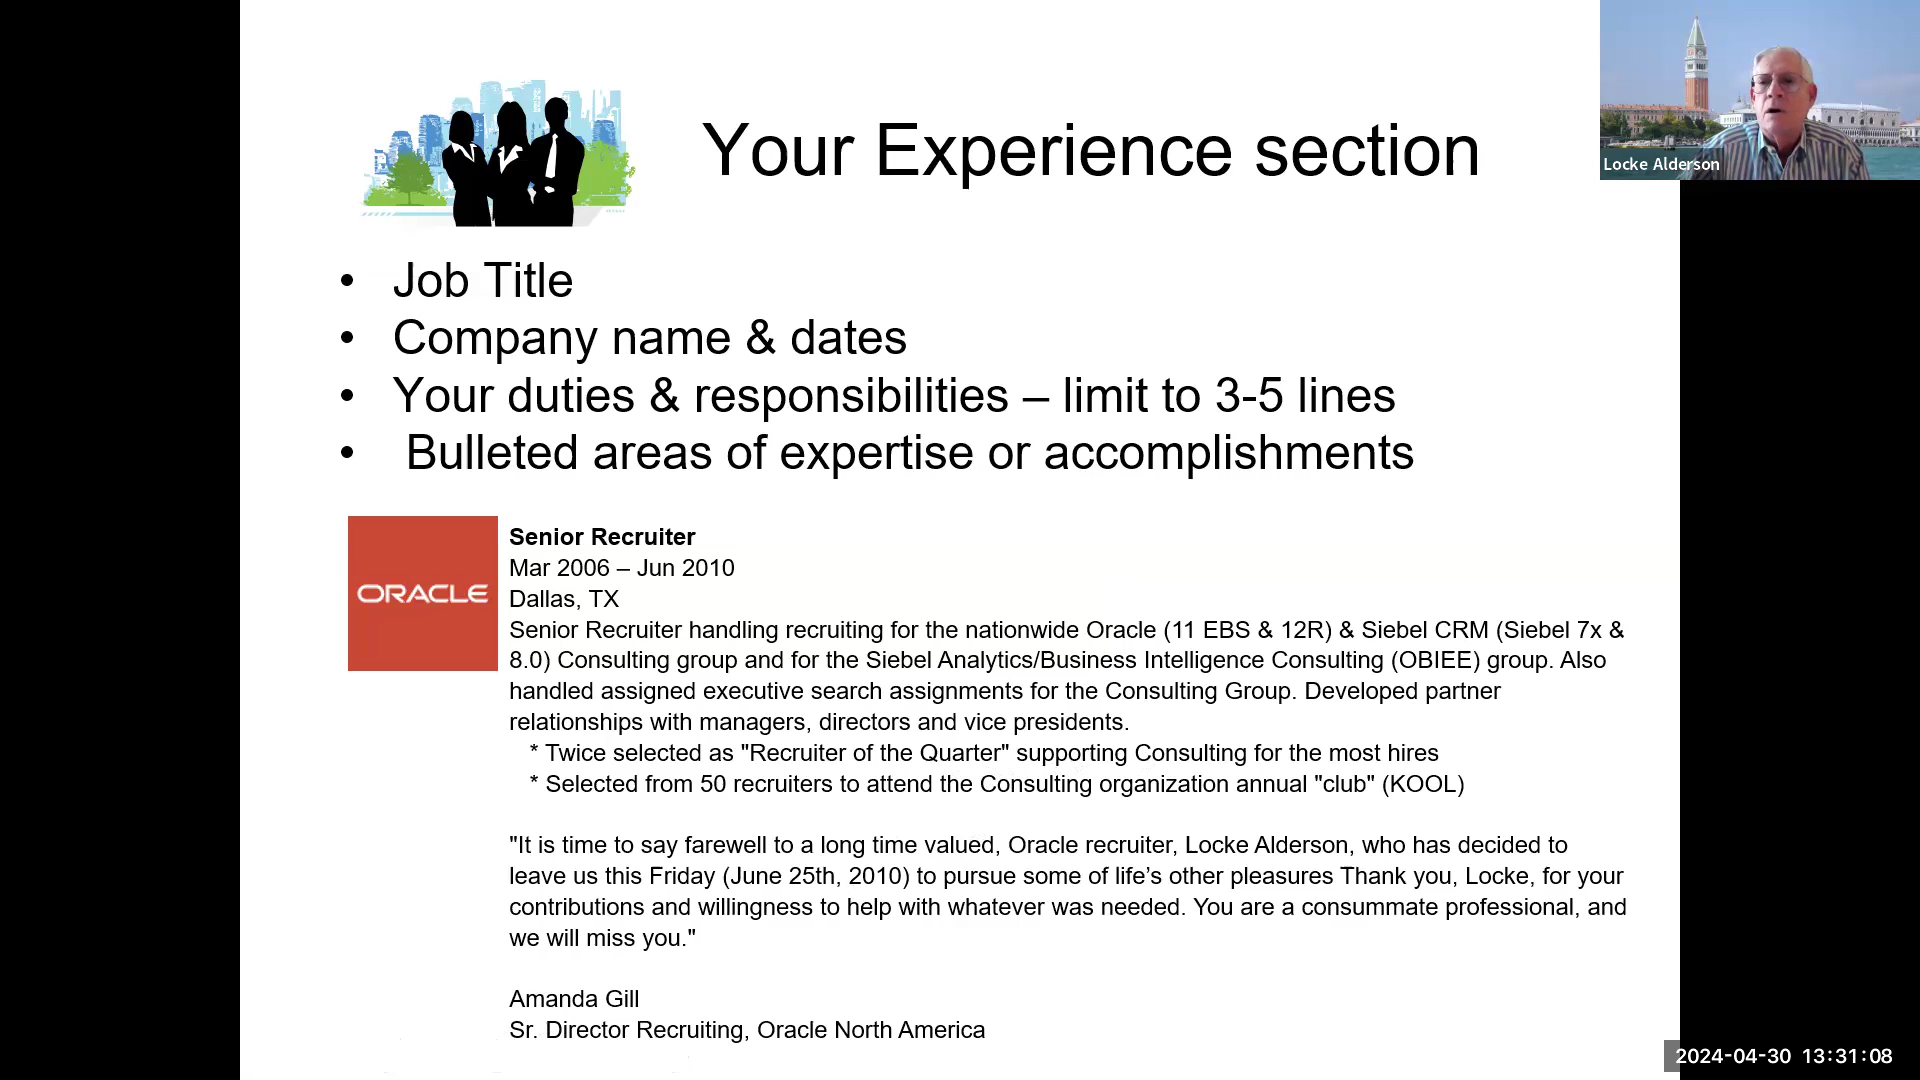 Your Experience section
Locke Alderson
• Job Title
• Company name & dates
• Your duties & responsibilities – limit to 3-5 lines
• Bulleted areas of expertise or accomplishments
ORACLE
Senior Recruiter
Mar 2006 – Jun 2010
Dallas, TX
Senior Recruiter handling recruiting for the nationwide Oracle (11 EBS & 12R) & Siebel CRM (Siebel 7x &
8.0) Consulting group and for the Siebel Analytics/Business Intelligence Consulting (OBIEE) group. Also
handled assigned executive search assignments for the Consulting Group. Developed partner
relationships with managers, directors and vice presidents.
* Twice selected as "Recruiter of the Quarter" supporting Consulting for the most hires
* Selected from 50 recruiters to attend the Consulting organization annual "club" (KOOL)
"It is time to say farewell to a long time valued, Oracle recruiter, Locke Alderson, who has decided to
leave us this Friday (June 25th, 2010) to pursue some of life’s other pleasures Thank you, Locke, for your
contributions and willingness to help with whatever was needed. You are a consummate professional, and
we will miss you."
Amanda Gill
Sr. Director Recruiting, Oracle North America
2024-04-30 13:31:08